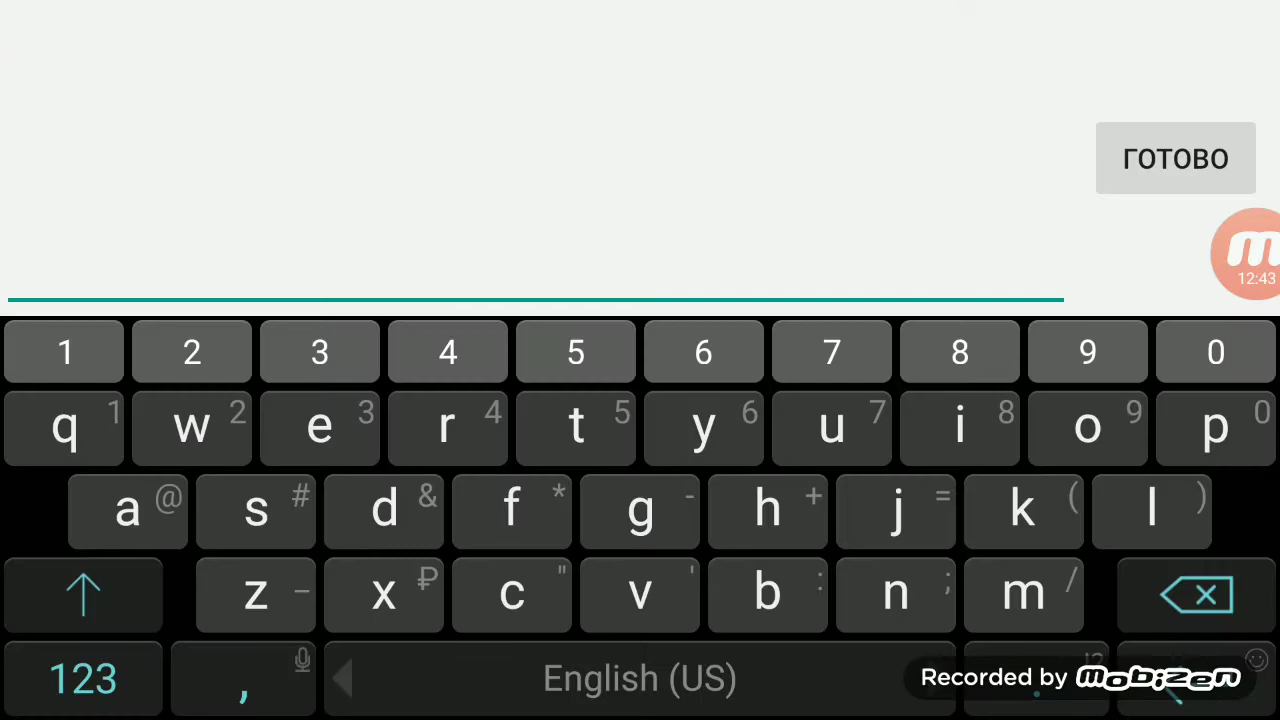 ГОТОВО
12:43
1 2 3 4 5 6 7 8 9 0
q 1 w 2 e 3 r 4 t 5 y 6 u 7 i 8 o 9 p 0
a @ s # d & f * g - h + j = k ( l )
z _ x ₽ c " v ' b : n ; m /
123 , English (US) . !?
Recorded by mobizen